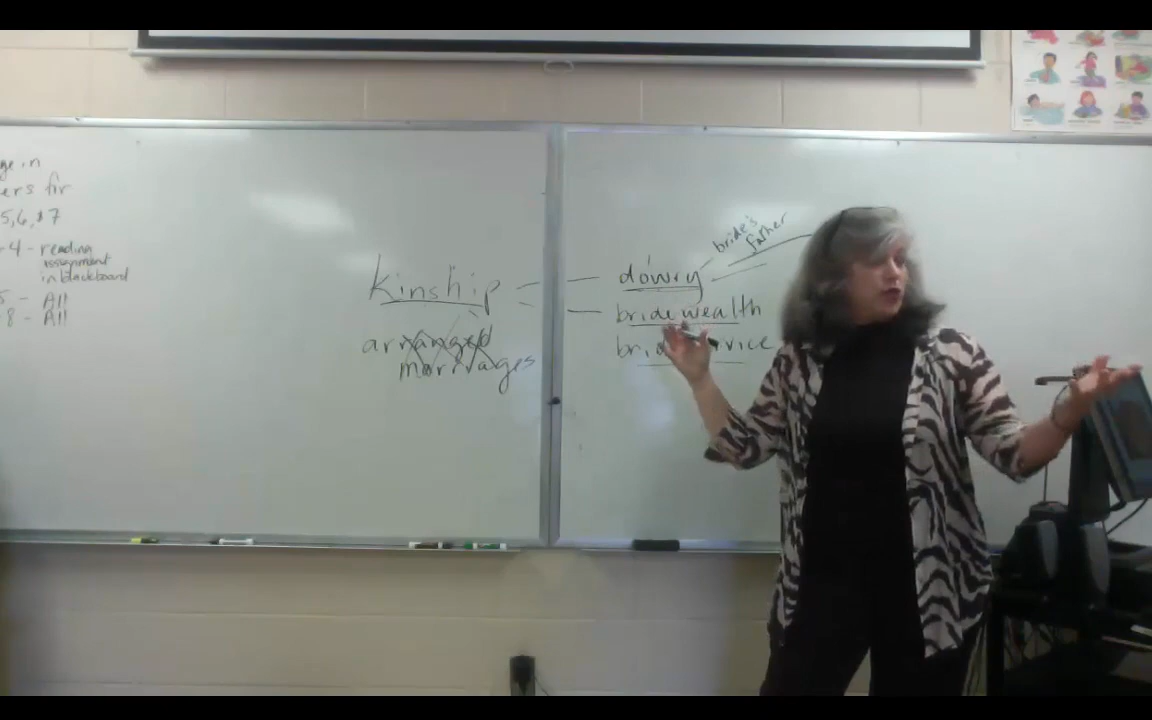 ge in
ers for
5,6,$7
4 - reading
assignment
in blackboard
5 - All
8 - All
kinship
arranged
marriages
dowry
bride's
father
bridewealth